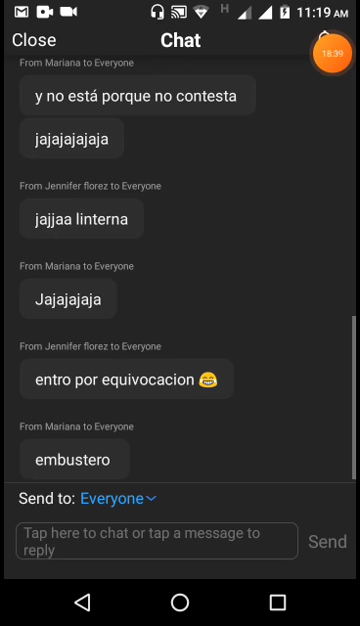 H
11:19 AM
Close
Chat
18:39
From Mariana to Everyone
y no está porque no contesta
jajajajajaja
From Jennifer florez to Everyone
jajjaa linterna
From Mariana to Everyone
Jajajajaja
From Jennifer florez to Everyone
entro por equivocacion 😂
From Mariana to Everyone
embustero
Send to: Everyone
Tap here to chat or tap a message to
reply
Send